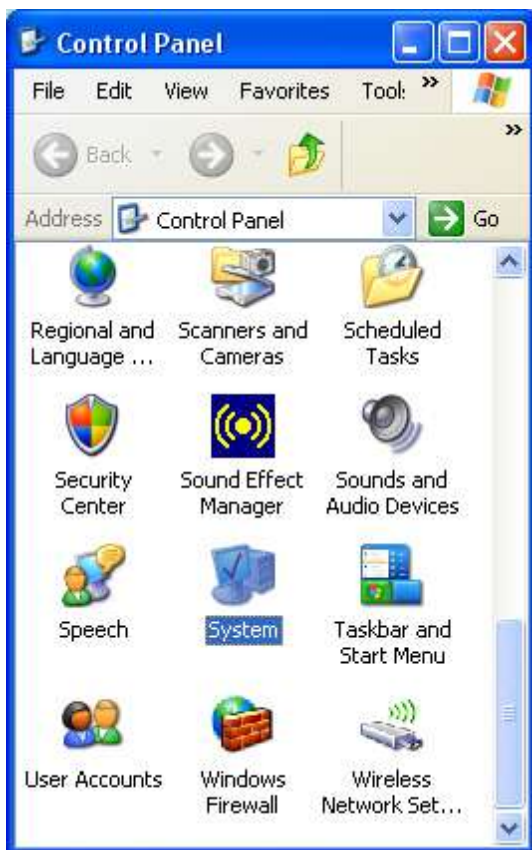 Control Panel
File Edit View Favorites Tools »
Back »
Address Control Panel Go
Regional and Language ...
Scanners and Cameras
Scheduled Tasks
Security Center
Sound Effect Manager
Sounds and Audio Devices
Speech
System
Taskbar and Start Menu
User Accounts
Windows Firewall
Wireless Network Set...